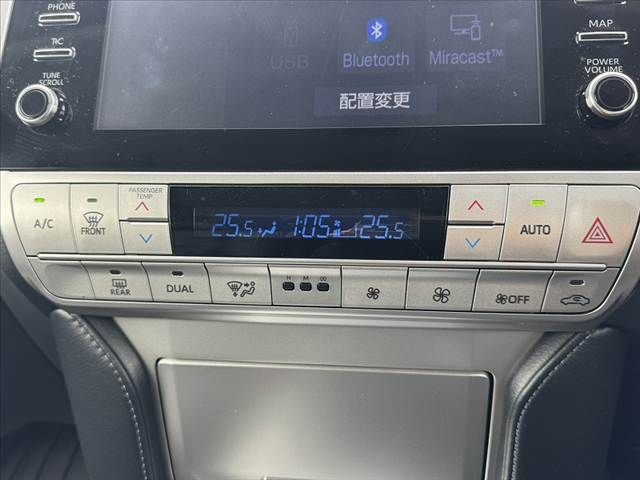 PHONE
T/C
TUNE
SCROLL
USB
Bluetooth
Miracast™
配置変更
MAP
POWER
VOLUME
A/C
FRONT
PASSENGER
TEMP
25.5
1:05
25.5
AUTO
REAR
DUAL
H M
OFF